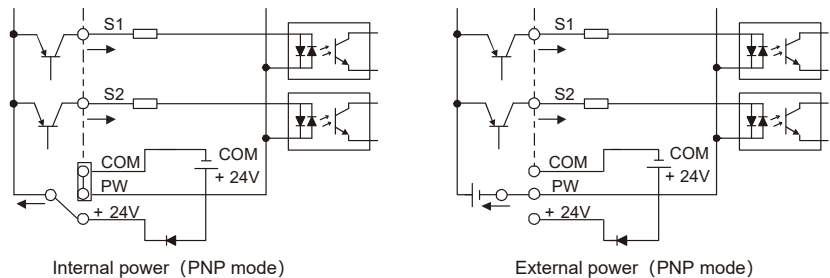 S1
S2
COM
COM
+ 24V
PW
+ 24V
Internal power（PNP mode）
S1
S2
COM
COM
+ 24V
PW
+ 24V
External power（PNP mode）